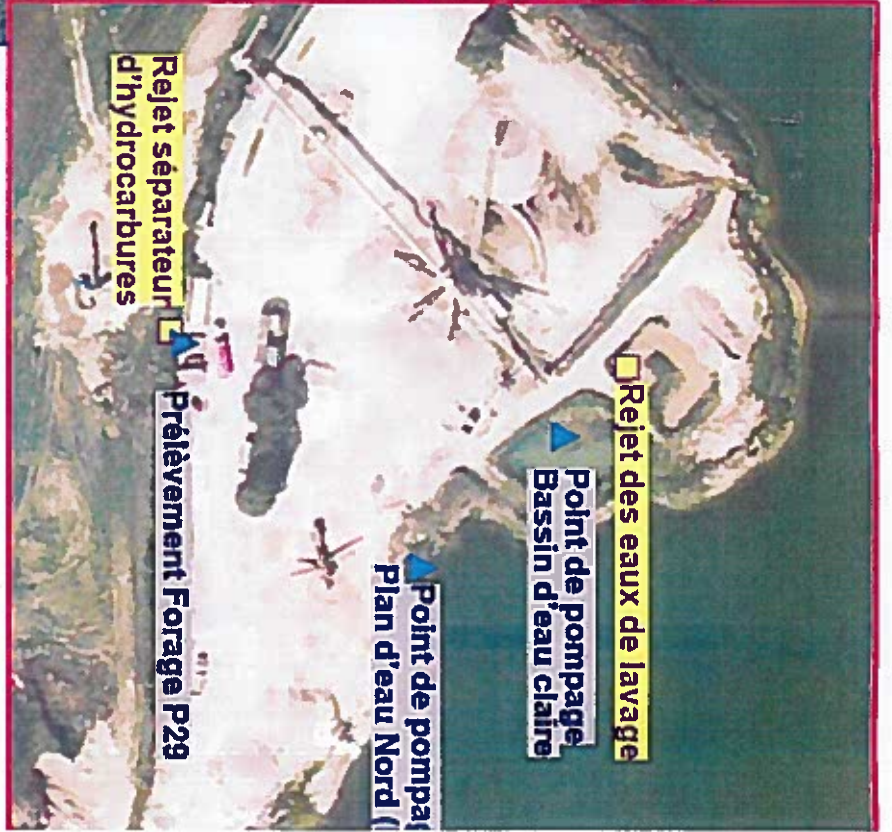 Rejet des eaux de lavage
Point de pompage
Bassin d'eau claire
Point de pompag
Plan d'eau Nord (
Rejet séparateur
d'hydrocarbures
Prélèvement Forage P29